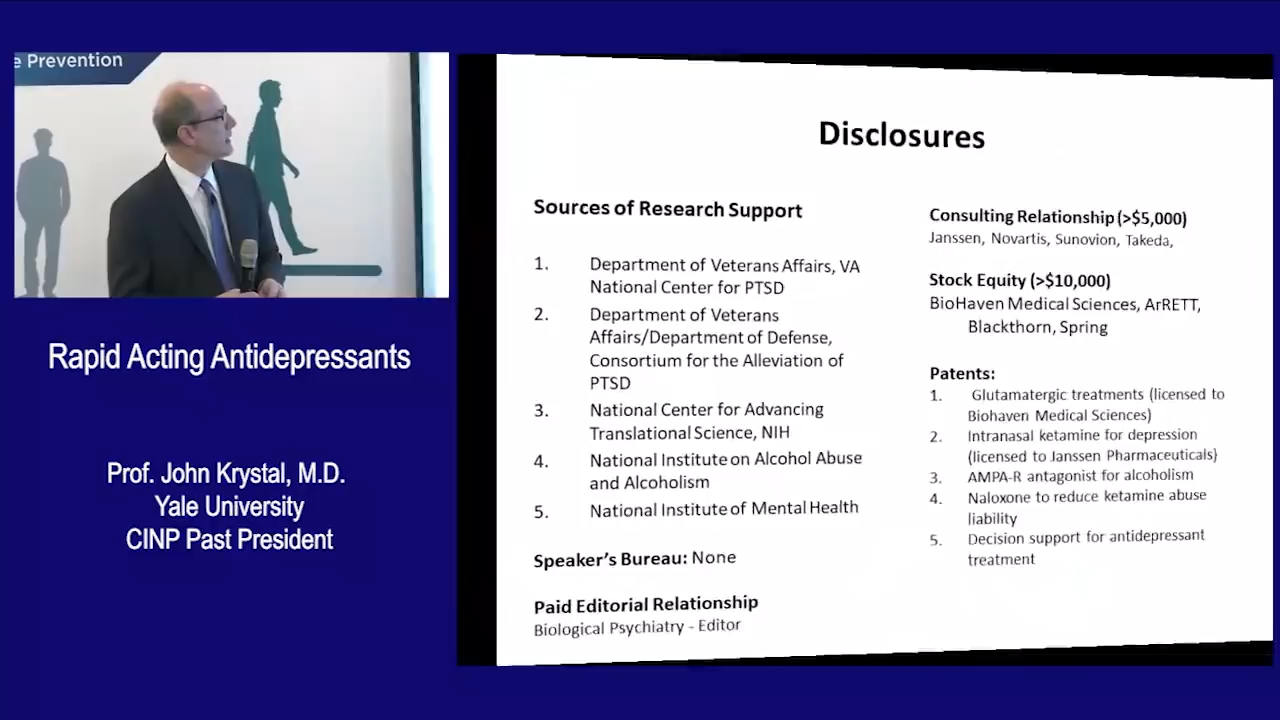 e Prevention
Rapid Acting Antidepressants
Prof. John Krystal, M.D.
Yale University
CINP Past President
Disclosures
Sources of Research Support
1. Department of Veterans Affairs, VA
National Center for PTSD
2. Department of Veterans
Affairs/Department of Defense,
Consortium for the Alleviation of
PTSD
3. National Center for Advancing
Translational Science, NIH
4. National Institute on Alcohol Abuse
and Alcoholism
5. National Institute of Mental Health
Speaker's Bureau: None
Paid Editorial Relationship
Biological Psychiatry - Editor
Consulting Relationship (>$5,000)
Janssen, Novartis, Sunovion, Takeda,
Stock Equity (>$10,000)
BioHaven Medical Sciences, ArRETT,
Blackthorn, Spring
Patents:
1. Glutamatergic treatments (licensed to
Biohaven Medical Sciences)
2. Intranasal ketamine for depression
(licensed to Janssen Pharmaceuticals)
3. AMPA-R antagonist for alcoholism
4. Naloxone to reduce ketamine abuse
liability
5. Decision support for antidepressant
treatment